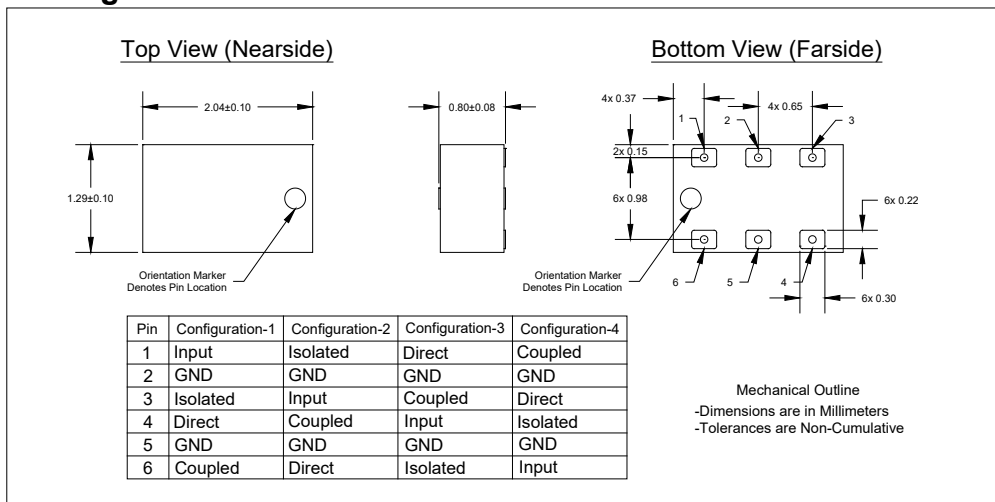 Top View (Nearside)
Bottom View (Farside)
2.04±0.10
0.80±0.08
4x 0.37
4x 0.65
1
2
3
2x 0.15
1.29±0.10
6x 0.98
6x 0.22
Orientation Marker
Denotes Pin Location
Orientation Marker
Denotes Pin Location
6
5
4
6x 0.30
Pin Configuration-1 Configuration-2 Configuration-3 Configuration-4
1 Input Isolated Direct Coupled
2 GND GND GND GND
3 Isolated Input Coupled Direct
4 Direct Coupled Input Isolated
5 GND GND GND GND
6 Coupled Direct Isolated Input
Mechanical Outline
-Dimensions are in Millimeters
-Tolerances are Non-Cumulative